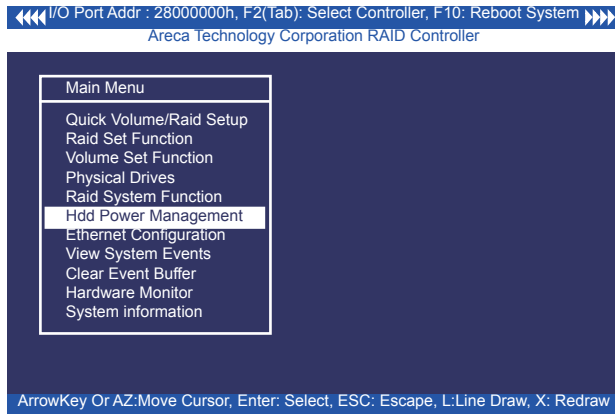 I/O Port Addr : 28000000h, F2(Tab): Select Controller, F10: Reboot System
Areca Technology Corporation RAID Controller
Main Menu
Quick Volume/Raid Setup
Raid Set Function
Volume Set Function
Physical Drives
Raid System Function
Hdd Power Management
Ethernet Configuration
View System Events
Clear Event Buffer
Hardware Monitor
System information
ArrowKey Or AZ:Move Cursor, Enter: Select, ESC: Escape, L:Line Draw, X: Redraw